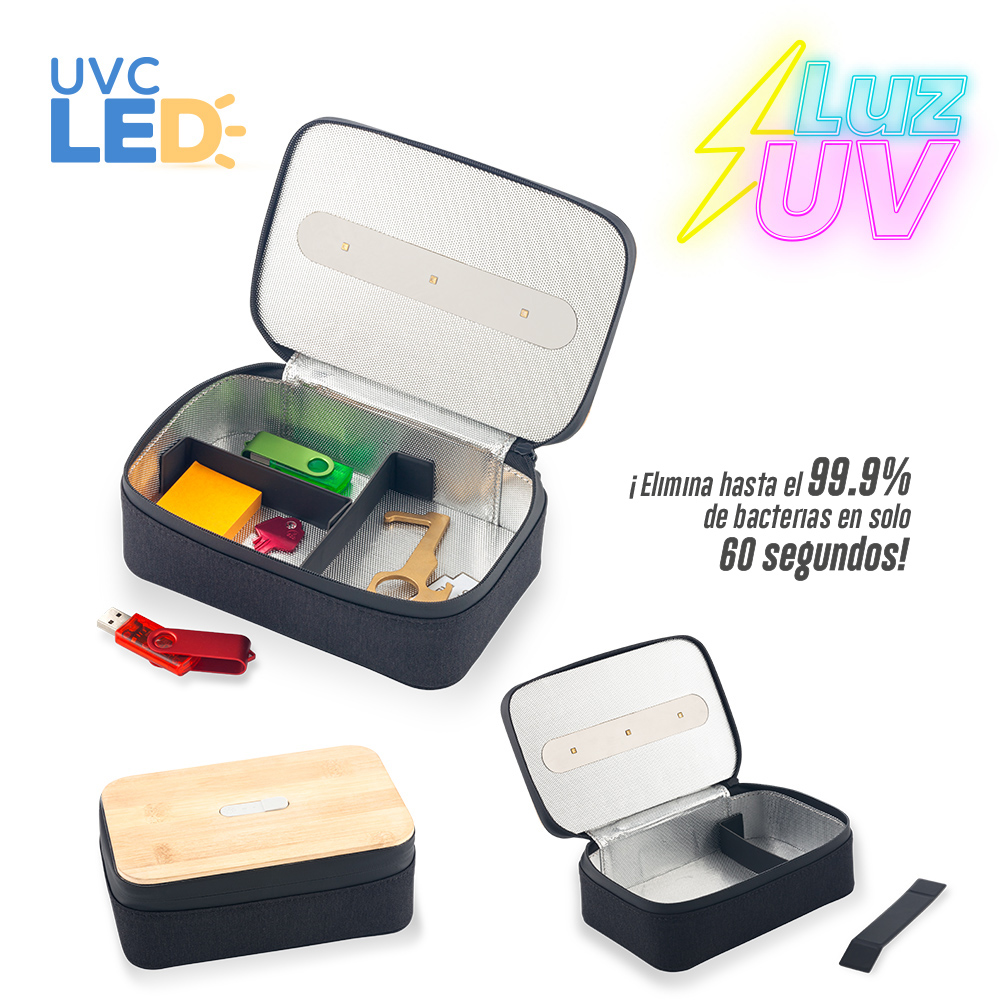 UVC
LED
Luz
UV
¡Elimina hasta el 99.9%
de bacterias en solo
60 segundos!